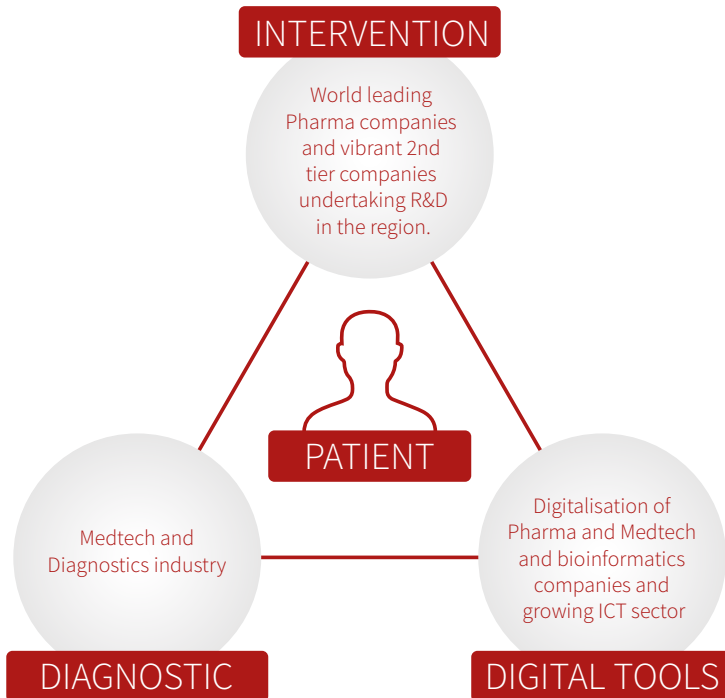 INTERVENTION
World leading
Pharma companies
and vibrant 2nd
tier companies
undertaking R&D
in the region.
PATIENT
Medtech and
Diagnostics industry
DIAGNOSTIC
Digitalisation of
Pharma and Medtech
and bioinformatics
companies and
growing ICT sector
DIGITAL TOOLS